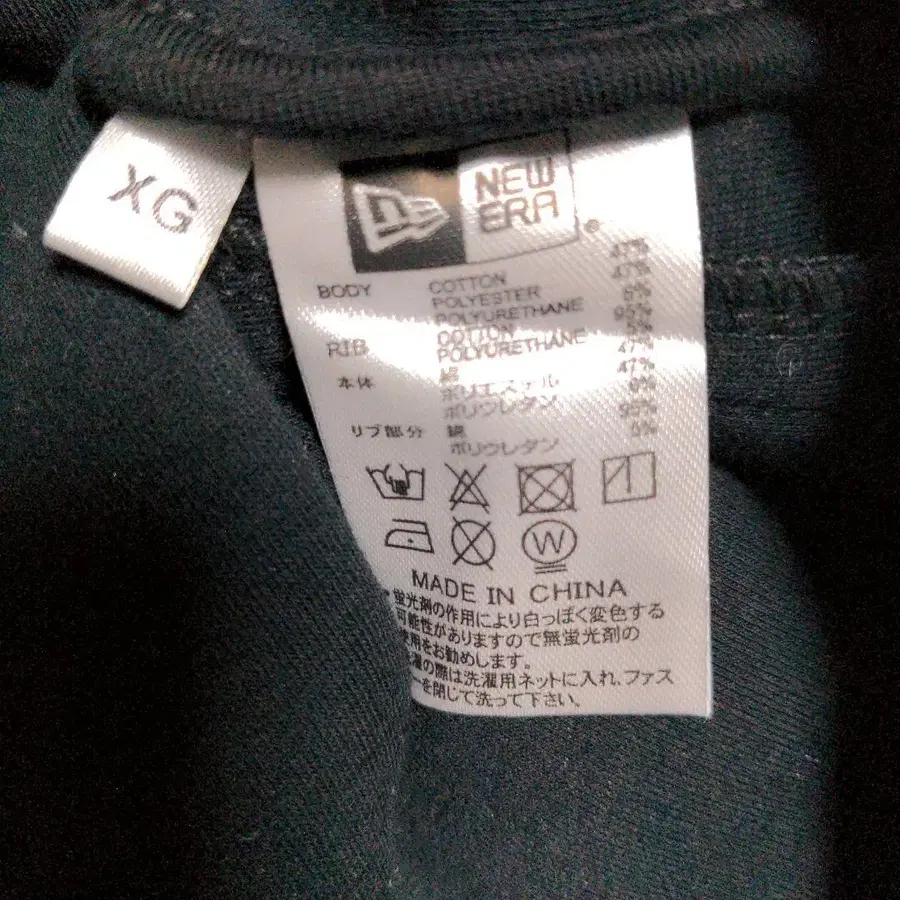 XG
NEW
ERA
BODY COTTON 47%
POLYESTER 47%
POLYURETHANE 6%
RIB COTTON 95%
POLYURETHANE 5%
本体 綿 47%
ポリエステル 47%
ポリウレタン 6%
リブ部分 綿 95%
ポリウレタン 5%
W
MADE IN CHINA
蛍光剤の作用により白っぽく変色する
可能性がありますので無蛍光剤の
使用をお勧めします。
の際は洗濯用ネットに入れ、ファス
ーを閉じて洗って下さい。